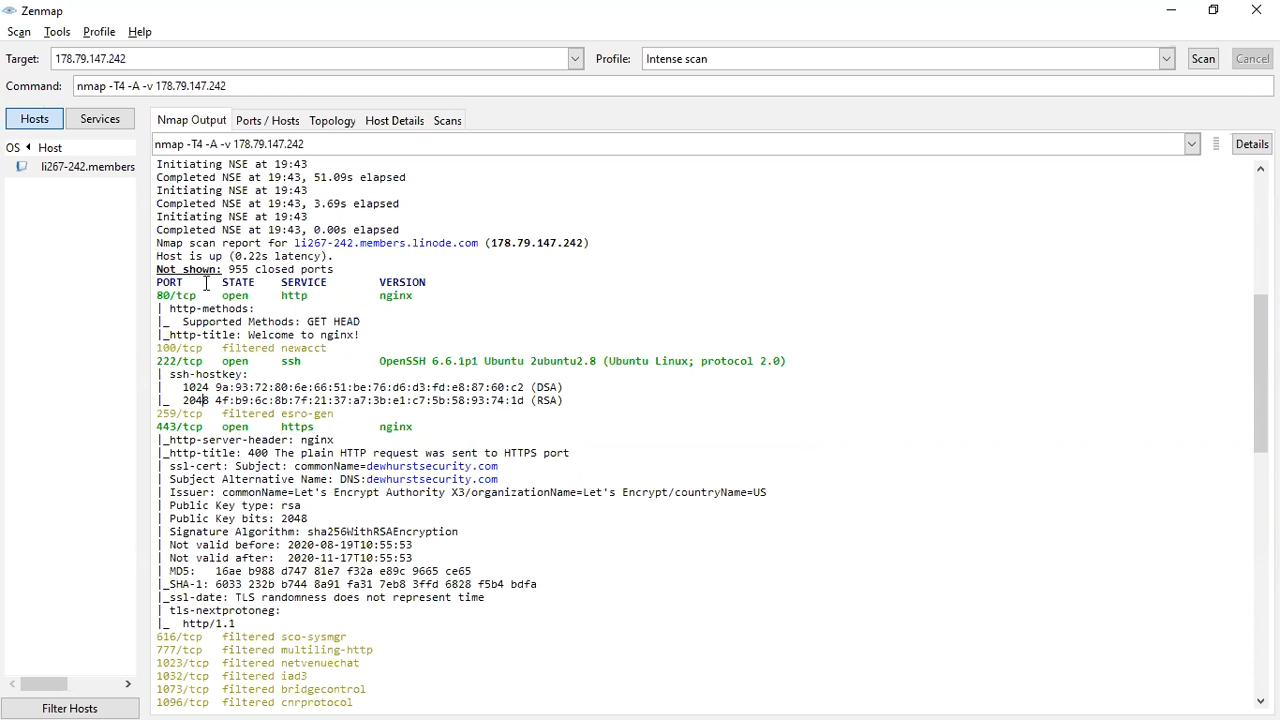 Zenmap
Scan Tools Profile Help
Target: 178.79.147.242 Profile: Intense scan Scan Cancel
Command: nmap -T4 -A -v 178.79.147.242
Hosts Services Nmap Output Ports / Hosts Topology Host Details Scans
OS Host nmap -T4 -A -v 178.79.147.242 Details
li267-242.members
Initiating NSE at 19:43
Completed NSE at 19:43, 51.09s elapsed
Initiating NSE at 19:43
Completed NSE at 19:43, 3.69s elapsed
Initiating NSE at 19:43
Completed NSE at 19:43, 0.00s elapsed
Nmap scan report for li267-242.members.linode.com (178.79.147.242)
Host is up (0.22s latency).
Not shown: 955 closed ports
PORT STATE SERVICE VERSION
80/tcp open http nginx
| http-methods:
|_ Supported Methods: GET HEAD
|_http-title: Welcome to nginx!
100/tcp filtered newacct
222/tcp open ssh OpenSSH 6.6.1p1 Ubuntu 2ubuntu2.8 (Ubuntu Linux; protocol 2.0)
| ssh-hostkey:
| 1024 9a:93:72:80:6e:66:51:be:76:d6:d3:fd:e8:87:60:c2 (DSA)
|_ 2048 4f:b9:6c:8b:7f:21:37:a7:3b:e1:c7:5b:58:93:74:1d (RSA)
259/tcp filtered esro-gen
443/tcp open https nginx
|_http-server-header: nginx
|_http-title: 400 The plain HTTP request was sent to HTTPS port
| ssl-cert: Subject: commonName=dewhurstsecurity.com
| Subject Alternative Name: DNS:dewhurstsecurity.com
| Issuer: commonName=Let's Encrypt Authority X3/organizationName=Let's Encrypt/countryName=US
| Public Key type: rsa
| Public Key bits: 2048
| Signature Algorithm: sha256WithRSAEncryption
| Not valid before: 2020-08-19T10:55:53
| Not valid after: 2020-11-17T10:55:53
| MD5: 16ae b988 d747 81e7 f32a e89c 9665 ce65
|_SHA-1: 6033 232b b744 8a91 fa31 7eb8 3ffd 6828 f5b4 bdfa
|_ssl-date: TLS randomness does not represent time
| tls-nextprotoneg:
|_ http/1.1
616/tcp filtered sco-sysmgr
777/tcp filtered multiling-http
1023/tcp filtered netvenuechat
1032/tcp filtered iad3
1073/tcp filtered bridgecontrol
1096/tcp filtered cnrprotocol
Filter Hosts